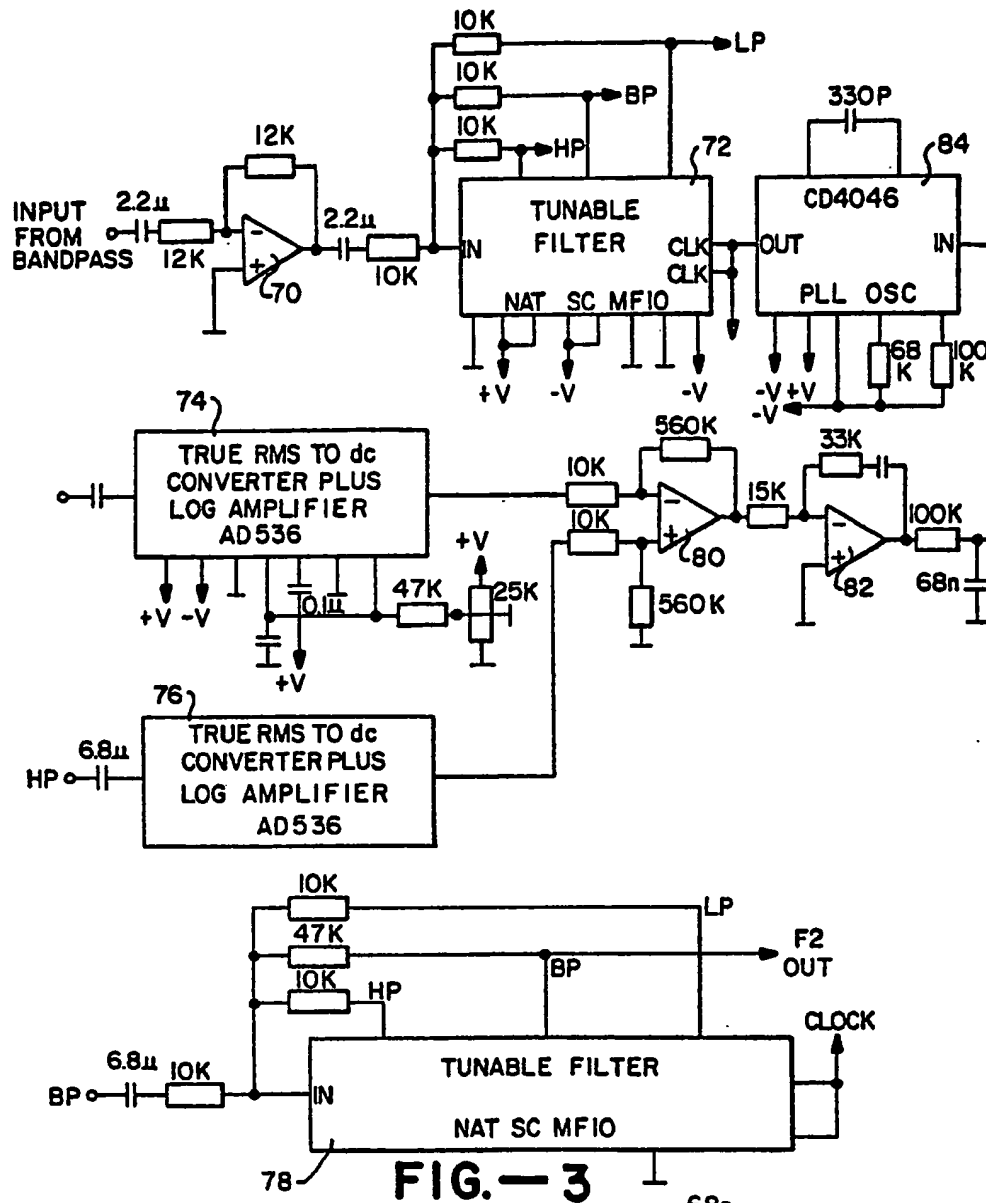 10K
LP
10K
BP
330P
10K
HP
72
84
12K
2.2µ
INPUT
FROM
BANDPASS
12K
70
2.2µ
10K
IN
TUNABLE
FILTER
CLK
CLK
NAT SC MF10
CD4046
OUT
IN
PLL OSC
68
K
100
K
+V
-V
-V
-V
+V
-V
74
TRUE RMS TO dc
CONVERTER PLUS
LOG AMPLIFIER
AD536
10K
10K
560K
80
560K
15K
33K
82
100K
68n
+V
-V
0.1µ
+V
47K
+V
25K
76
TRUE RMS TO dc
CONVERTER PLUS
LOG AMPLIFIER
AD536
HP
6.8µ
10K
LP
47K
BP
F2
OUT
10K
HP
CLOCK
BP
6.8µ
10K
IN
TUNABLE FILTER
NAT SC MF10
78
FIG.—3